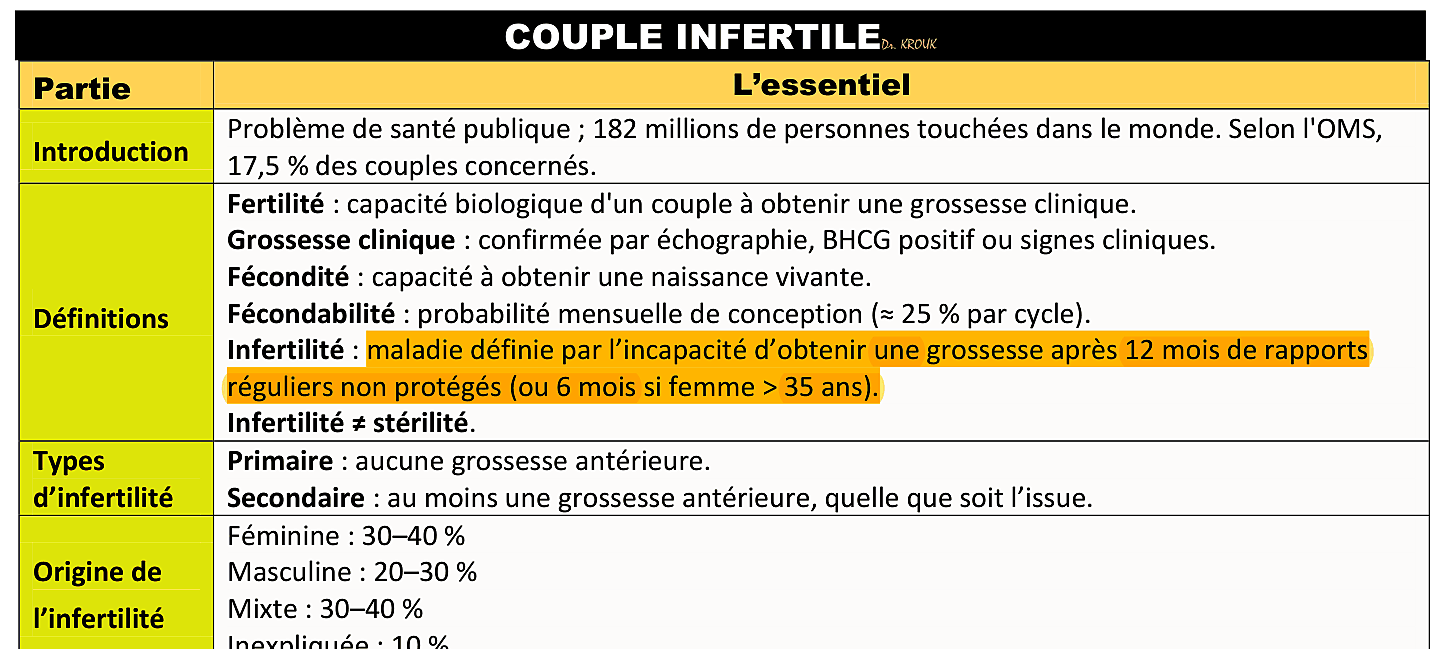 COUPLE INFERTILE Dr. KROUK
Partie
L'essentiel
Introduction
Problème de santé publique ; 182 millions de personnes touchées dans le monde. Selon l'OMS,
17,5 % des couples concernés.
Définitions
Fertilité : capacité biologique d'un couple à obtenir une grossesse clinique.
Grossesse clinique : confirmée par échographie, BHCG positif ou signes cliniques.
Fécondité : capacité à obtenir une naissance vivante.
Fécondabilité : probabilité mensuelle de conception (≈ 25 % par cycle).
Infertilité : maladie définie par l’incapacité d’obtenir une grossesse après 12 mois de rapports
réguliers non protégés (ou 6 mois si femme > 35 ans).
Infertilité ≠ stérilité.
Types
d’infertilité
Primaire : aucune grossesse antérieure.
Secondaire : au moins une grossesse antérieure, quelle que soit l’issue.
Origine de
l’infertilité
Féminine : 30–40 %
Masculine : 20–30 %
Mixte : 30–40 %
Inexpliquée : 10 %